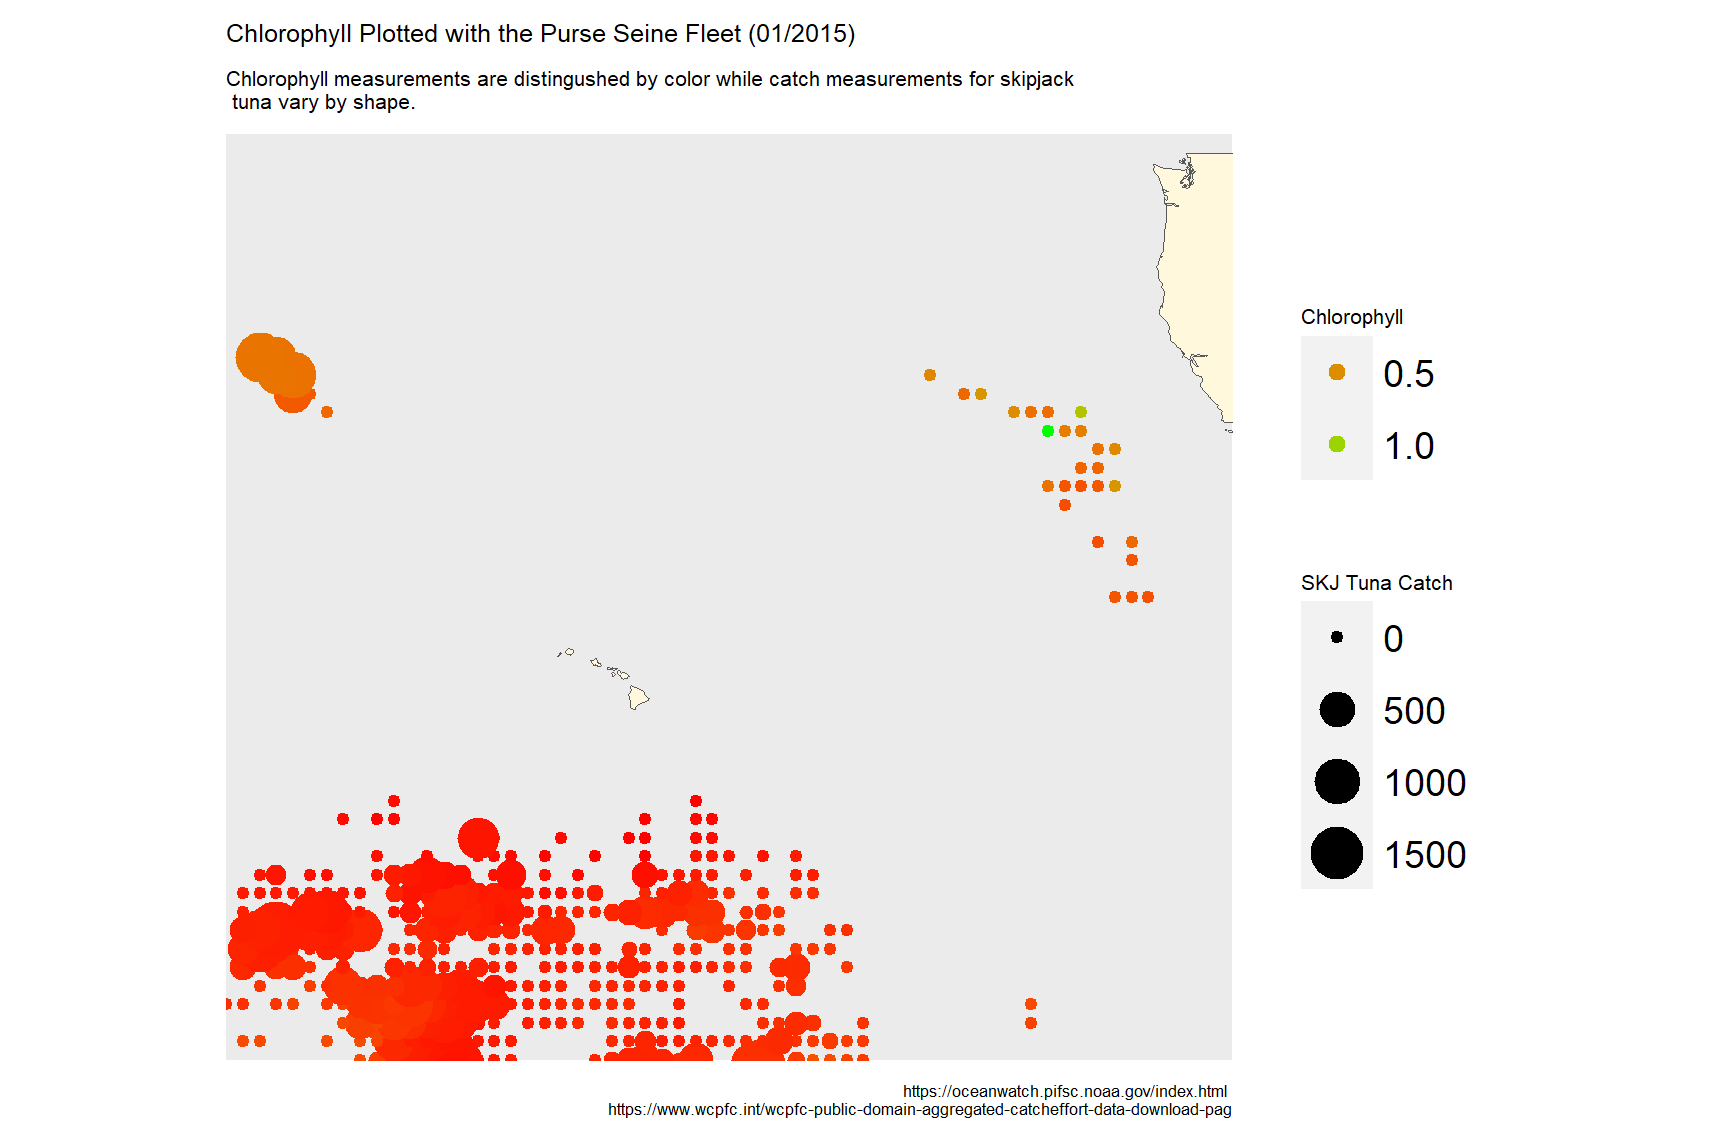 Chlorophyll Plotted with the Purse Seine Fleet (01/2015)
Chlorophyll measurements are distingushed by color while catch measurements for skipjack
tuna vary by shape.
Chlorophyll
0.5
1.0
SKJ Tuna Catch
0
500
1000
1500
https://oceanwatch.pifsc.noaa.gov/index.html
https://www.wcpfc.int/wcpfc-public-domain-aggregated-catcheffort-data-download-pag